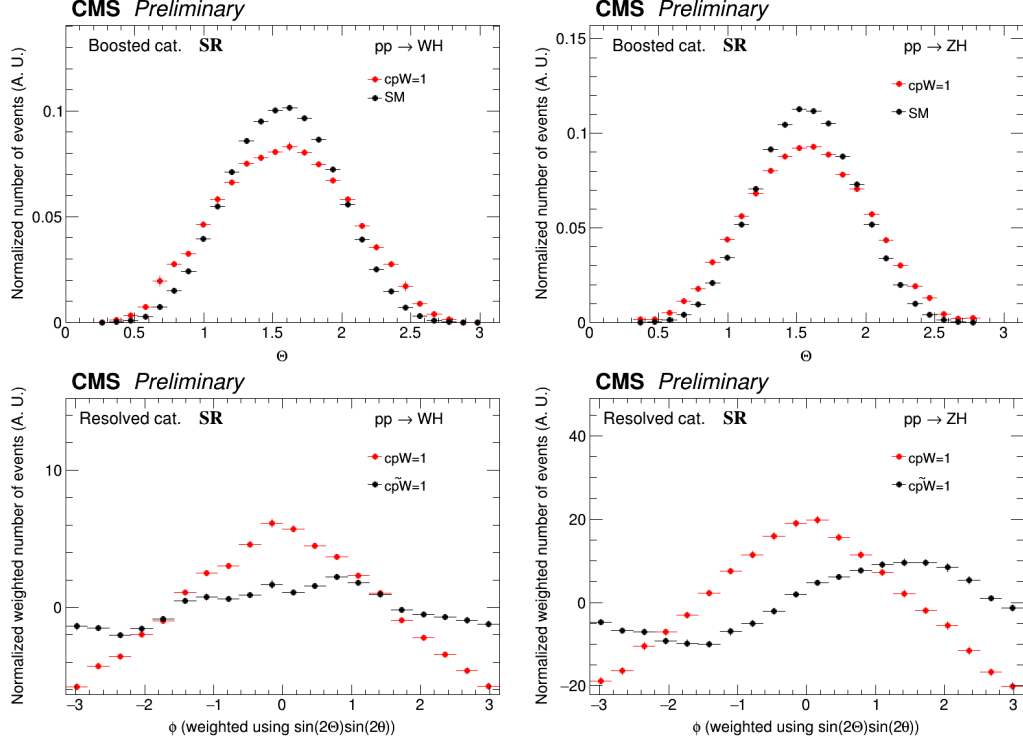 CMS Preliminary
Boosted cat. SR pp → WH
cpW=1
SM
0.1
0.05
0
0 0.5 1 1.5 2 2.5 3
Θ
Normalized number of events (A. U.)
CMS Preliminary
Boosted cat. SR pp → ZH
cpW=1
SM
0.15
0.1
0.05
0
0 0.5 1 1.5 2 2.5 3
Θ
Normalized number of events (A. U.)
CMS Preliminary
Resolved cat. SR pp → WH
cpW=1
cpW̃=1
10
0
−3 −2 −1 0 1 2 3
ϕ (weighted using sin(2Θ)sin(2θ))
Normalized weighted number of events (A. U.)
CMS Preliminary
Resolved cat. SR pp → ZH
cpW=1
cpW̃=1
40
20
0
−20
−3 −2 −1 0 1 2 3
ϕ (weighted using sin(2Θ)sin(2θ))
Normalized weighted number of events (A. U.)